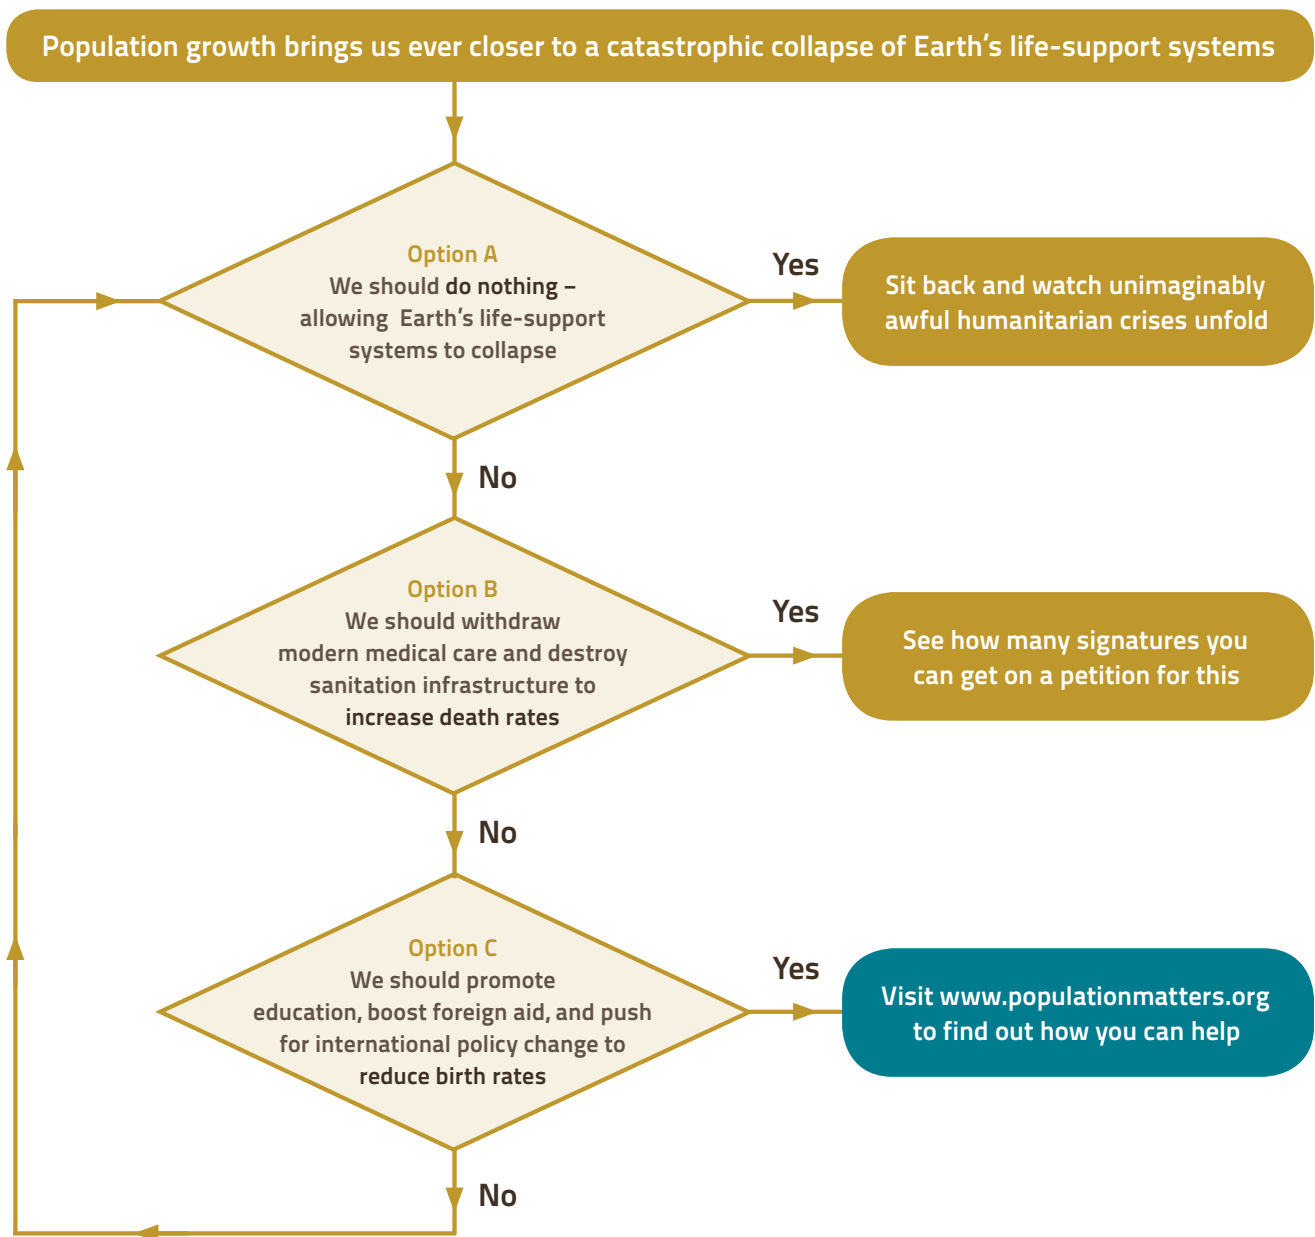 Population growth brings us ever closer to a catastrophic collapse of Earth's life-support systems
Option A
We should do nothing –
allowing Earth's life-support
systems to collapse
Yes
Sit back and watch unimaginably
awful humanitarian crises unfold
No
Option B
We should withdraw
modern medical care and destroy
sanitation infrastructure to
increase death rates
Yes
See how many signatures you
can get on a petition for this
No
Option C
We should promote
education, boost foreign aid, and push
for international policy change to
reduce birth rates
Yes
Visit www.populationmatters.org
to find out how you can help
No